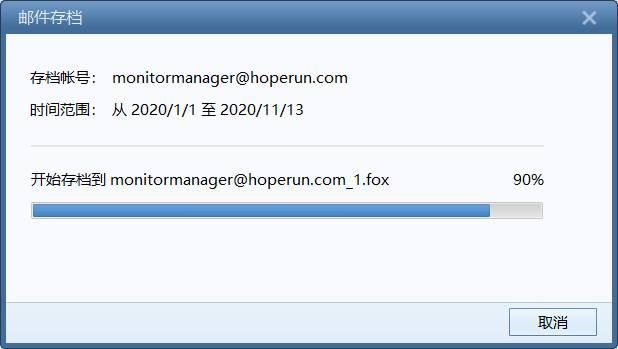 邮件存档
存档帐号： monitormanager@hoperun.com
时间范围： 从 2020/1/1 至 2020/11/13
开始存档到 monitormanager@hoperun.com_1.fox 90%
取消